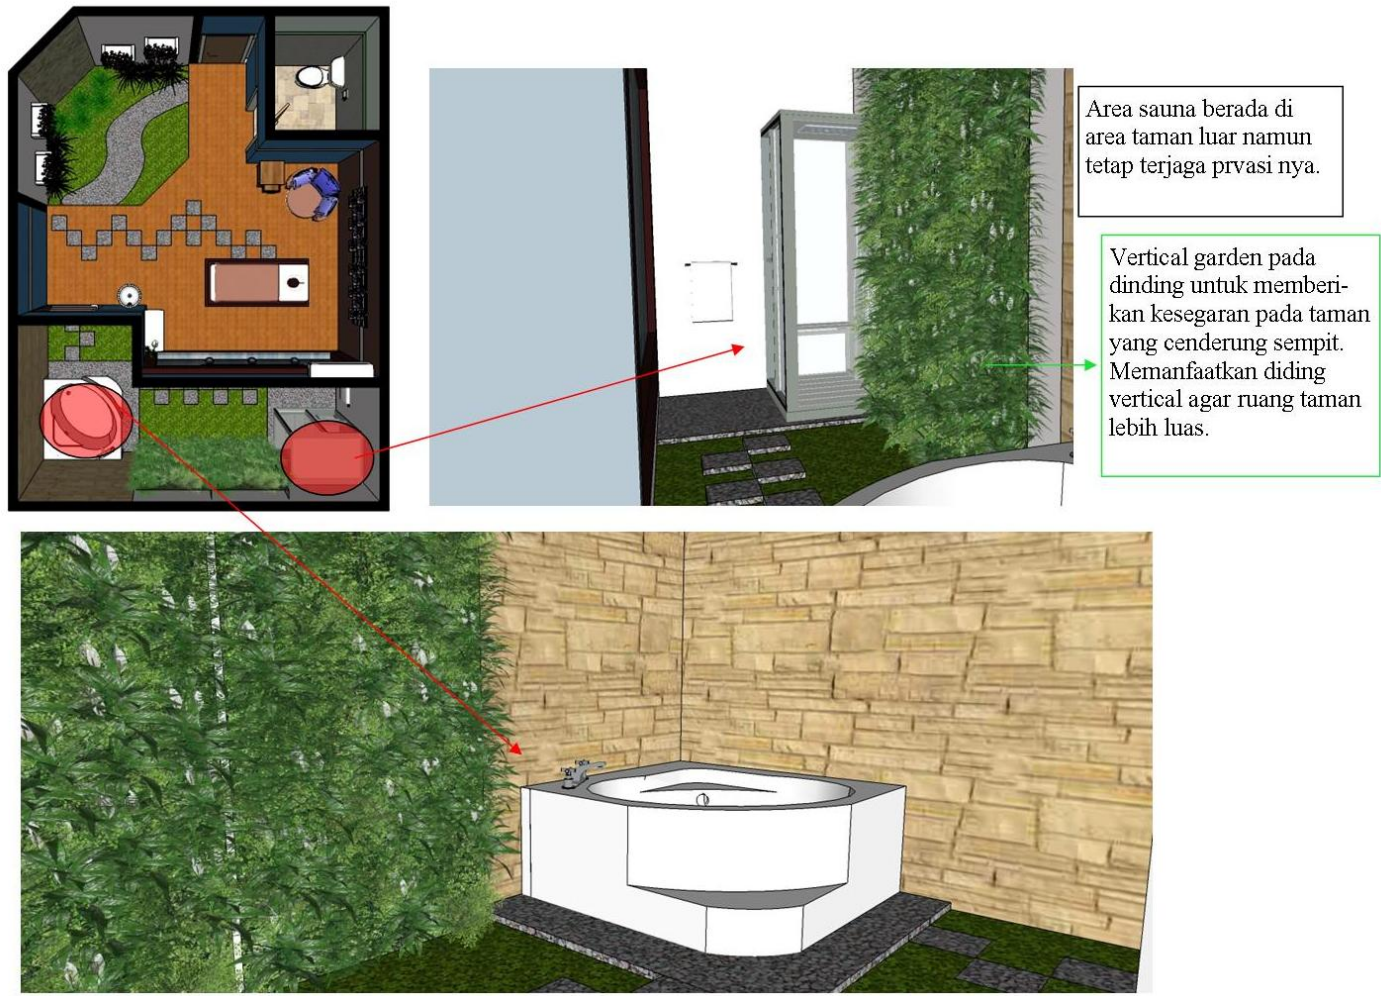 Area sauna berada di
area taman luar namun
tetap terjaga prvasi nya.
Vertical garden pada
dinding untuk memberi-
kan kesegaran pada taman
yang cenderung sempit.
Memanfaatkan diding
vertical agar ruang taman
lebih luas.